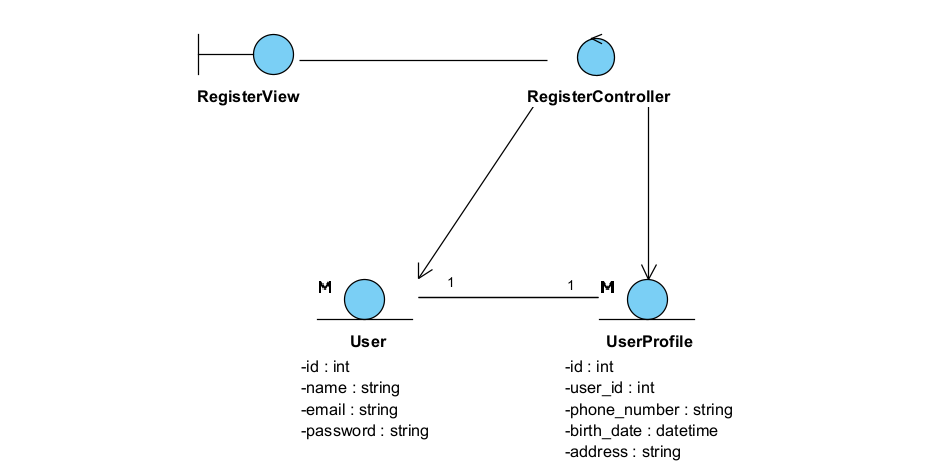 RegisterView
RegisterController
M
1
1
M
User
UserProfile
-id : int
-name : string
-email : string
-password : string
-id : int
-user_id : int
-phone_number : string
-birth_date : datetime
-address : string